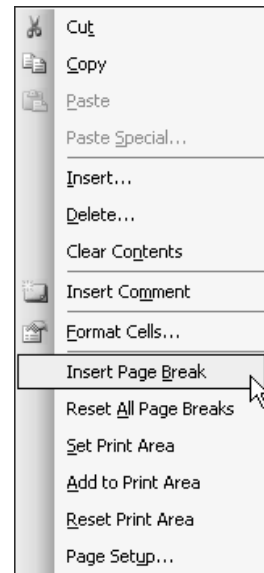 Cut
Copy
Paste
Paste Special...
Insert...
Delete...
Clear Contents
Insert Comment
Format Cells...
Insert Page Break
Reset All Page Breaks
Set Print Area
Add to Print Area
Reset Print Area
Page Setup...